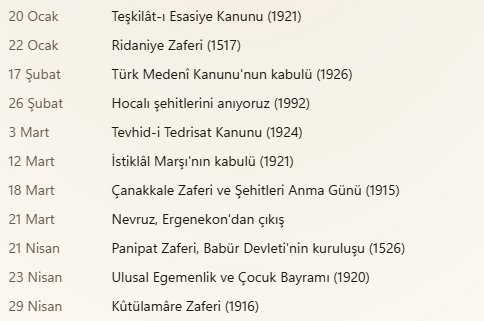 20 Ocak Teşkilât-ı Esasiye Kanunu (1921)
22 Ocak Ridaniye Zaferi (1517)
17 Şubat Türk Medenî Kanunu'nun kabulü (1926)
26 Şubat Hocalı şehitlerini anıyoruz (1992)
3 Mart Tevhid-i Tedrisat Kanunu (1924)
12 Mart İstiklâl Marşı'nın kabulü (1921)
18 Mart Çanakkale Zaferi ve Şehitleri Anma Günü (1915)
21 Mart Nevruz, Ergenekon'dan çıkış
21 Nisan Panipat Zaferi, Babür Devleti'nin kuruluşu (1526)
23 Nisan Ulusal Egemenlik ve Çocuk Bayramı (1920)
29 Nisan Kûtülamâre Zaferi (1916)